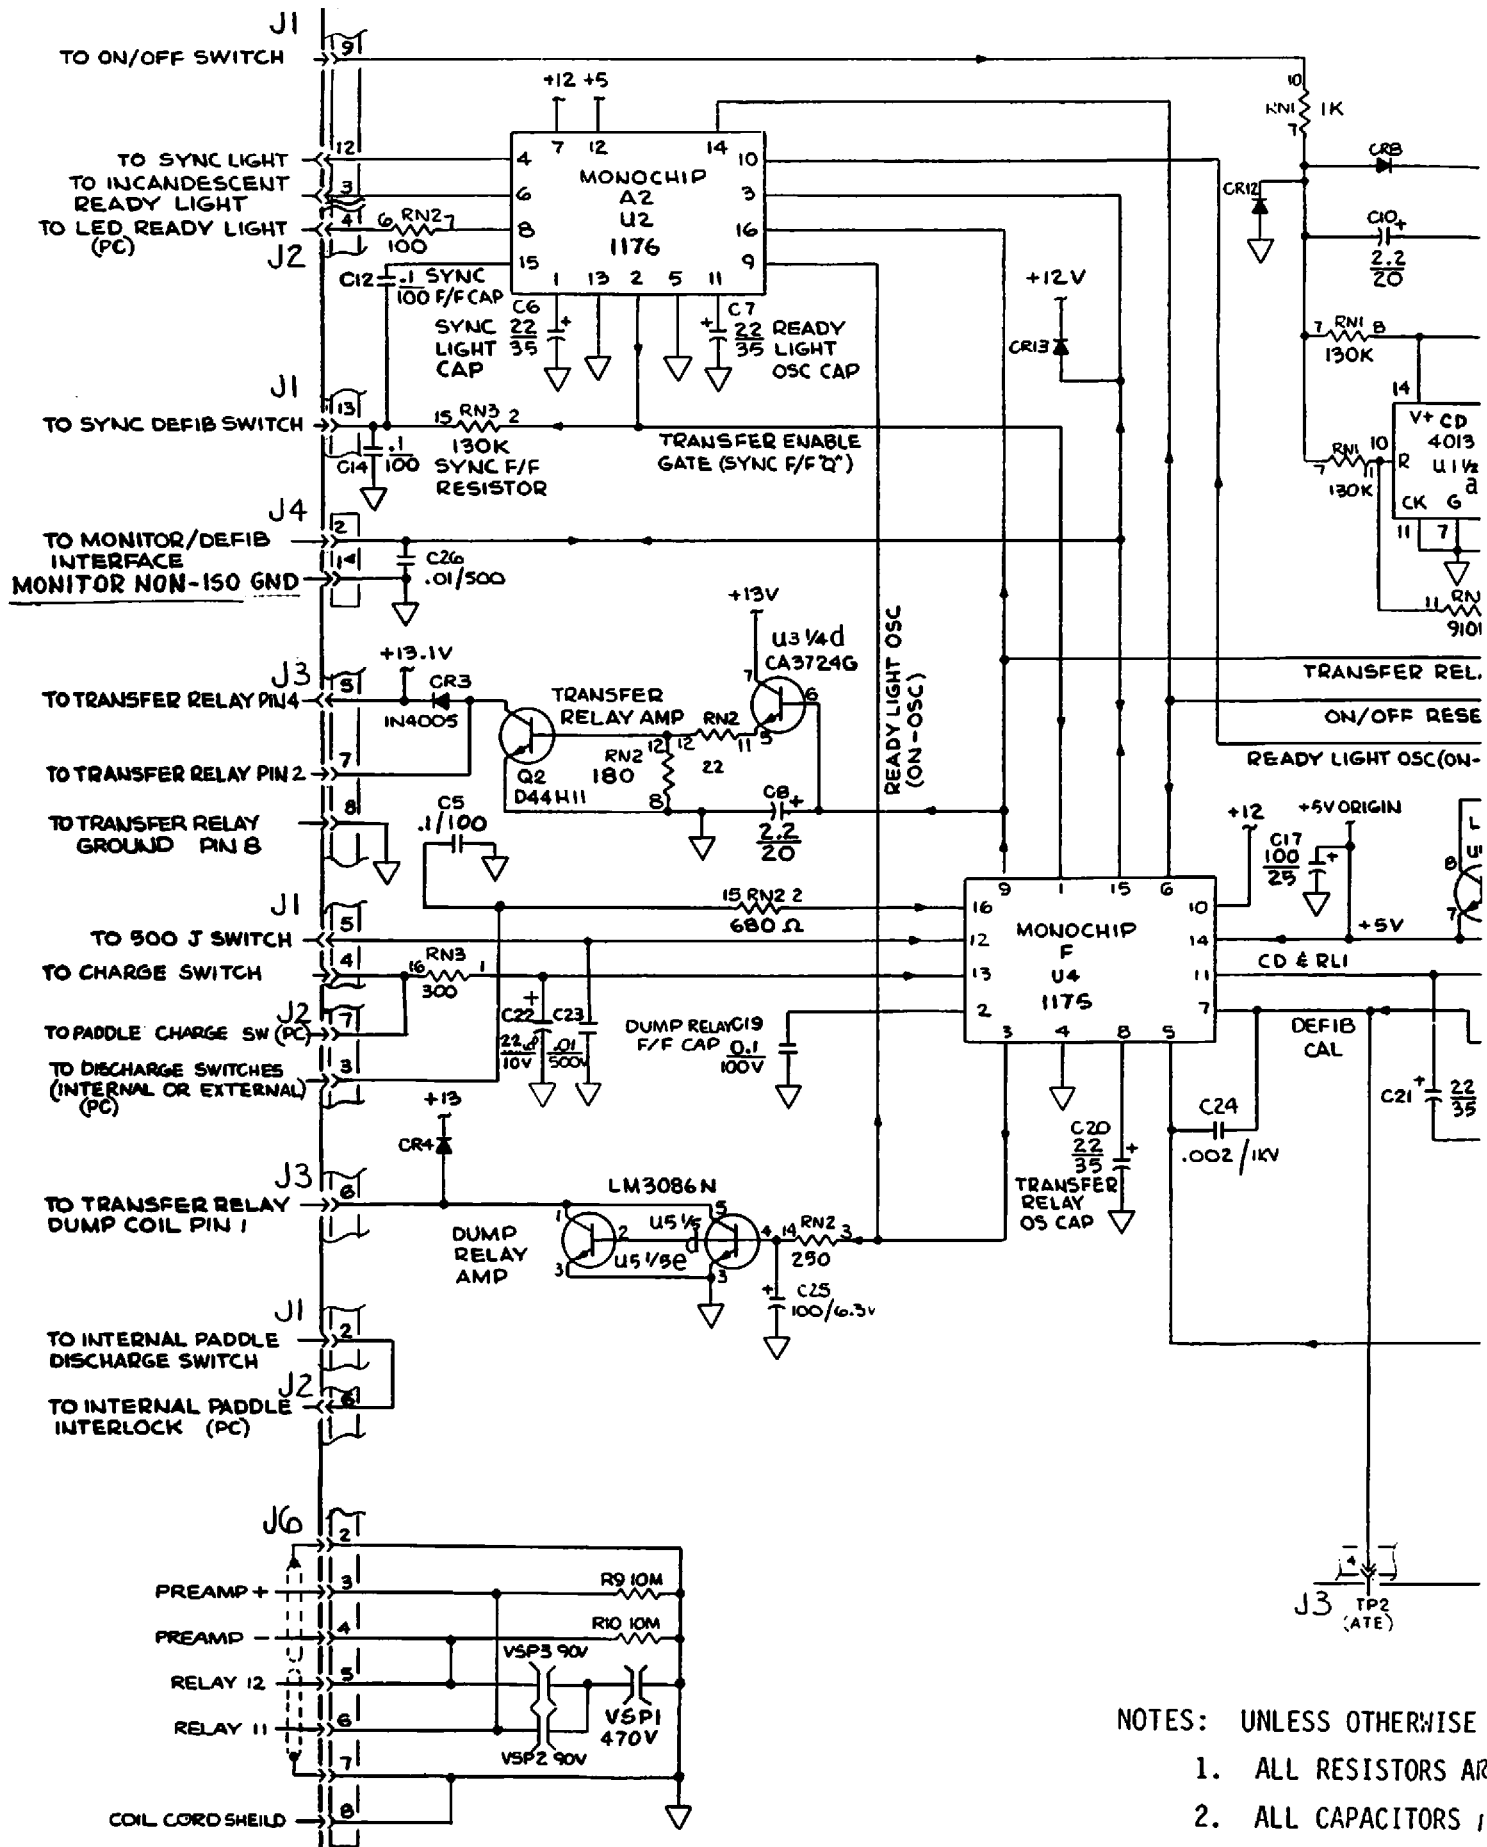 J1
9
TO ON/OFF SWITCH
+12 +5
10
RN1 1K
7
12
TO SYNC LIGHT
3
TO INCANDESCENT
READY LIGHT
4
TO LED READY LIGHT
(PC)
J2
6 RN2 7
100
7 12 14
4 10
6 3
8 16
15 9
1 13 2 5 11
MONOCHIP
A2
U2
1176
CR8
CR12
C10 +
2.2
20
C12 .1 SYNC
100 F/F CAP
C6
SYNC 22 +
LIGHT 35
CAP
C7
+ 22 READY
35 LIGHT
OSC CAP
+12V
CR13
7 RN1 8
130K
J1
13
TO SYNC DEFIB SWITCH
15 RN3 2
130K
SYNC F/F
RESISTOR
C14 .1
100
TRANSFER ENABLE
GATE (SYNC F/F "Q")
14
V+ CD
4013
U1 1/2
a
10
R
7 RN1 11
130K
CK G
11 7
11 RN
910
J4
2
TO MONITOR/DEFIB
INTERFACE
14
MONITOR NON-ISO GND
C26
.01/500
+13V
U3 1/4d
CA3724G
7
6
5
READY LIGHT OSC
(ON-OSC)
TRANSFER REL.
ON/OFF RESE
READY LIGHT OSC (ON-
J3
+13.1V
5
TO TRANSFER RELAY PIN 4
CR3
1N4005
TRANSFER
RELAY AMP
RN2
12 12 11
22
RN2
180
8
7
TO TRANSFER RELAY PIN 2
Q2
D44H11
C8 +
2.2
20
8
TO TRANSFER RELAY
GROUND PIN 8
C5
.1/100
+12
+5V ORIGIN
C17
100 +
25
L
U
8
7
J1
5
TO 500 J SWITCH
4
TO CHARGE SWITCH
15 RN2 2
680 Ω
16 RN3 1
300
9 1 15 6
16 10
12 14
13 11
2 7
3 4 8 5
MONOCHIP
F
U4
1175
+5V
CD & RL1
DEFIB
CAL
J2
7
TO PADDLE CHARGE SW (PC)
3
TO DISCHARGE SWITCHES
(INTERNAL OR EXTERNAL)
(PC)
C22 +
10V
C23
.01
500V
DUMP RELAY C19
F/F CAP 0.1
100V
C24
.002/1KV
C21 + 22
35
+13
CR4
C20
22
35 +
TRANSFER
RELAY
OS CAP
J3
6
TO TRANSFER RELAY
DUMP COIL PIN 1
LM3086N
DUMP
RELAY
AMP
1
2
3
U5 1/5
d
U5 1/5e
5
4
3
14 RN2 3
250
+ C25
100/6.3V
J1
2
TO INTERNAL PADDLE
DISCHARGE SWITCH
J2
6
TO INTERNAL PADDLE
INTERLOCK (PC)
J6
2
PREAMP + 3
R9 10M
PREAMP - 4
R10 10M
RELAY 12 5
VSP3 90V
VSP1
470V
RELAY 11 6
VSP2 90V
7
COIL CORD SHEILD 8
4
J3 TP2
(ATE)
NOTES: UNLESS OTHERWISE
1. ALL RESISTORS AR
2. ALL CAPACITORS